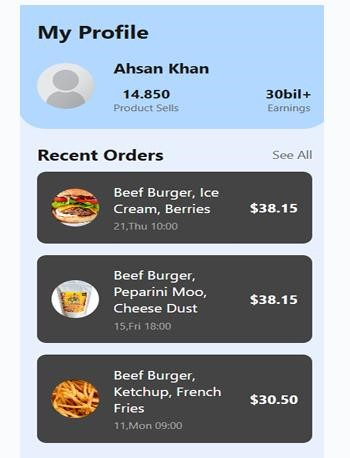 My Profile
Ahsan Khan
14.850
30bil+
Product Sells
Earnings
Recent Orders
See All
Beef Burger, Ice
Cream, Berries
$38.15
21,Thu 10:00
Beef Burger,
Peparini Moo,
Cheese Dust
$38.15
15,Fri 18:00
Beef Burger,
Ketchup, French
Fries
$30.50
11,Mon 09:00